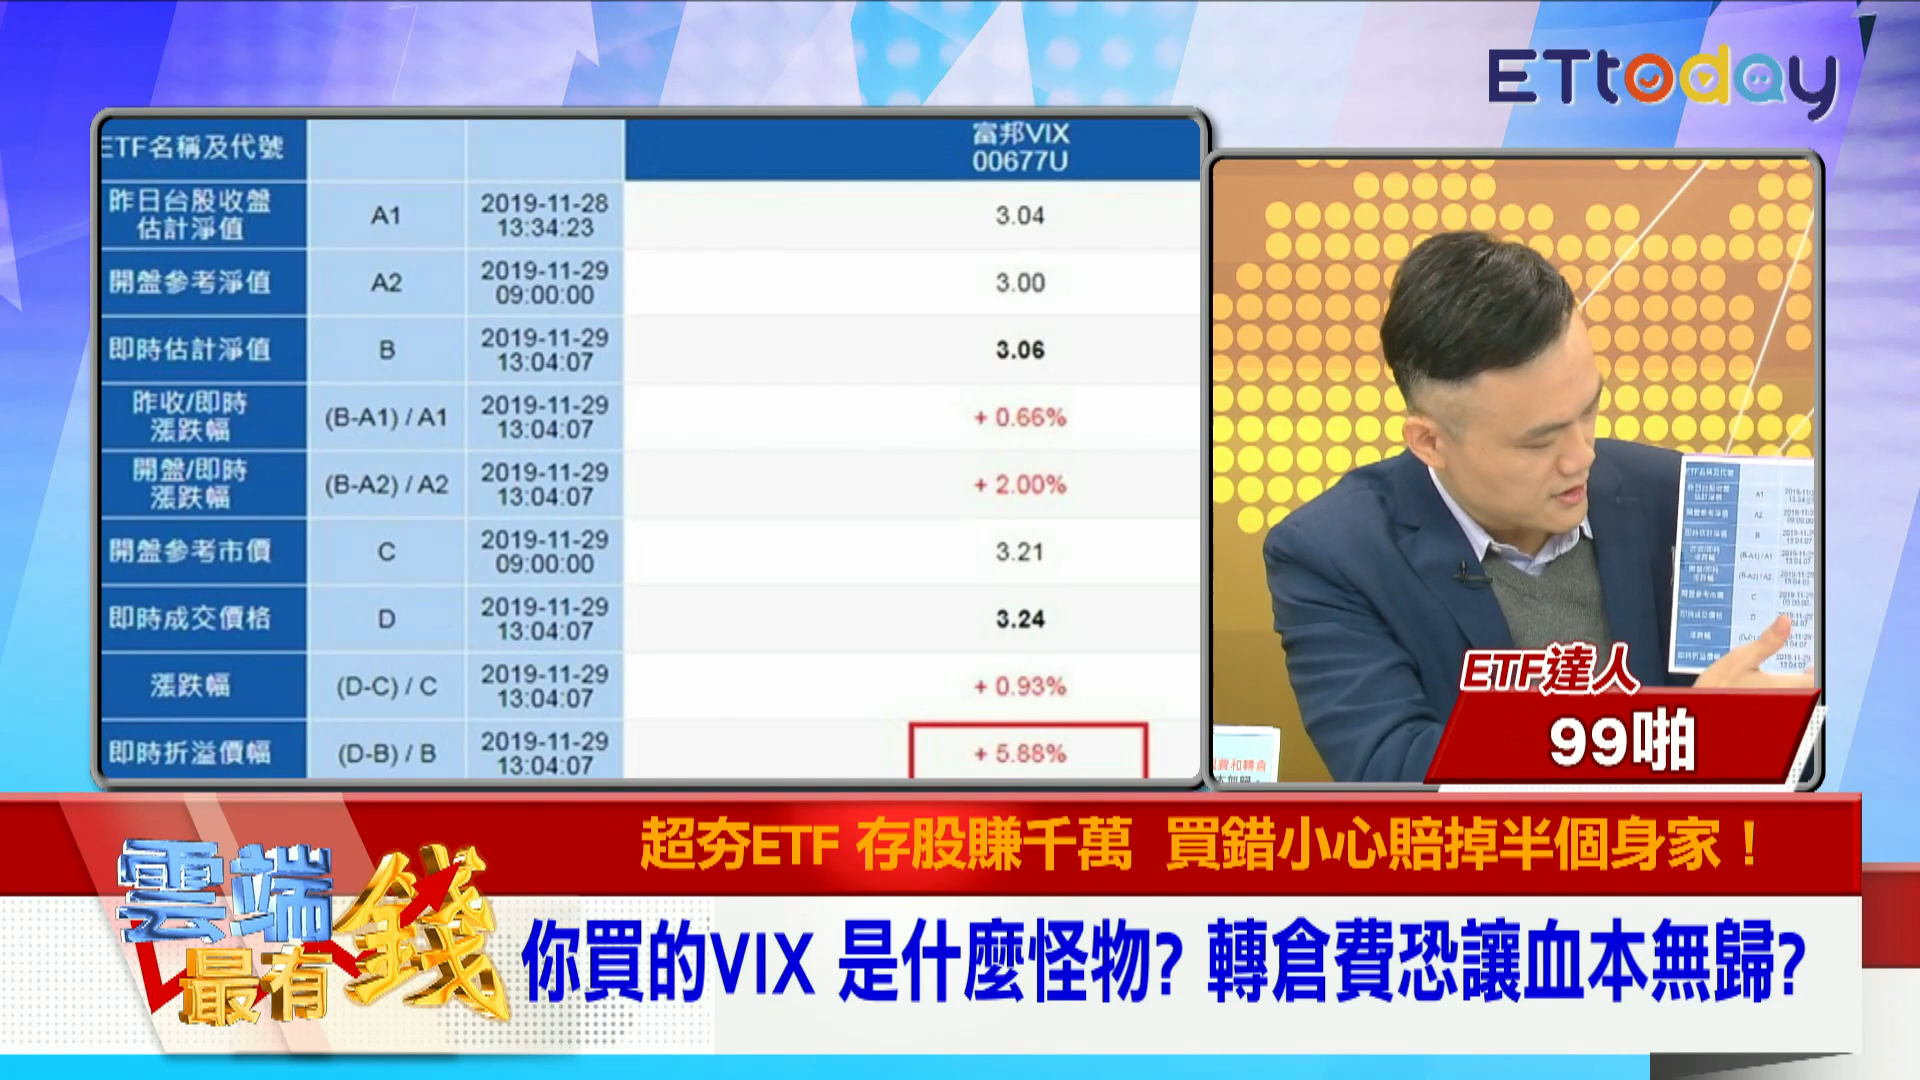 ETtoday
ETF名稱及代號
富邦VIX
00677U
昨日台股收盤
估計淨值
A1
2019-11-28
13:34:23
3.04
開盤參考淨值
A2
2019-11-29
09:00:00
3.00
即時估計淨值
B
2019-11-29
13:04:07
3.06
昨收/即時
漲跌幅
(B-A1) / A1
2019-11-29
13:04:07
+ 0.66%
開盤/即時
漲跌幅
(B-A2) / A2
2019-11-29
13:04:07
+ 2.00%
開盤參考市價
C
2019-11-29
09:00:00
3.21
即時成交價格
D
2019-11-29
13:04:07
3.24
漲跌幅
(D-C) / C
2019-11-29
13:04:07
+ 0.93%
即時折溢價幅
(D-B) / B
2019-11-29
13:04:07
+ 5.88%
ETF達人
99啪
超夯ETF 存股賺千萬 買錯小心賠掉半個身家！
雲端
最有錢
你買的VIX 是什麼怪物? 轉倉費恐讓血本無歸?